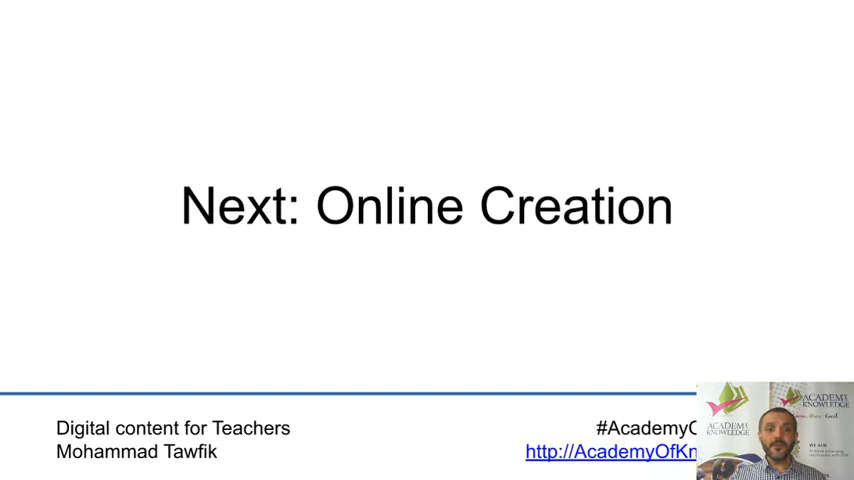 Next: Online Creation
Digital content for Teachers
Mohammad Tawfik
#AcademyO
http://AcademyOfKn
ACADEMY
KNOWLEDGE
ACADEMY
KNOWLEDGE